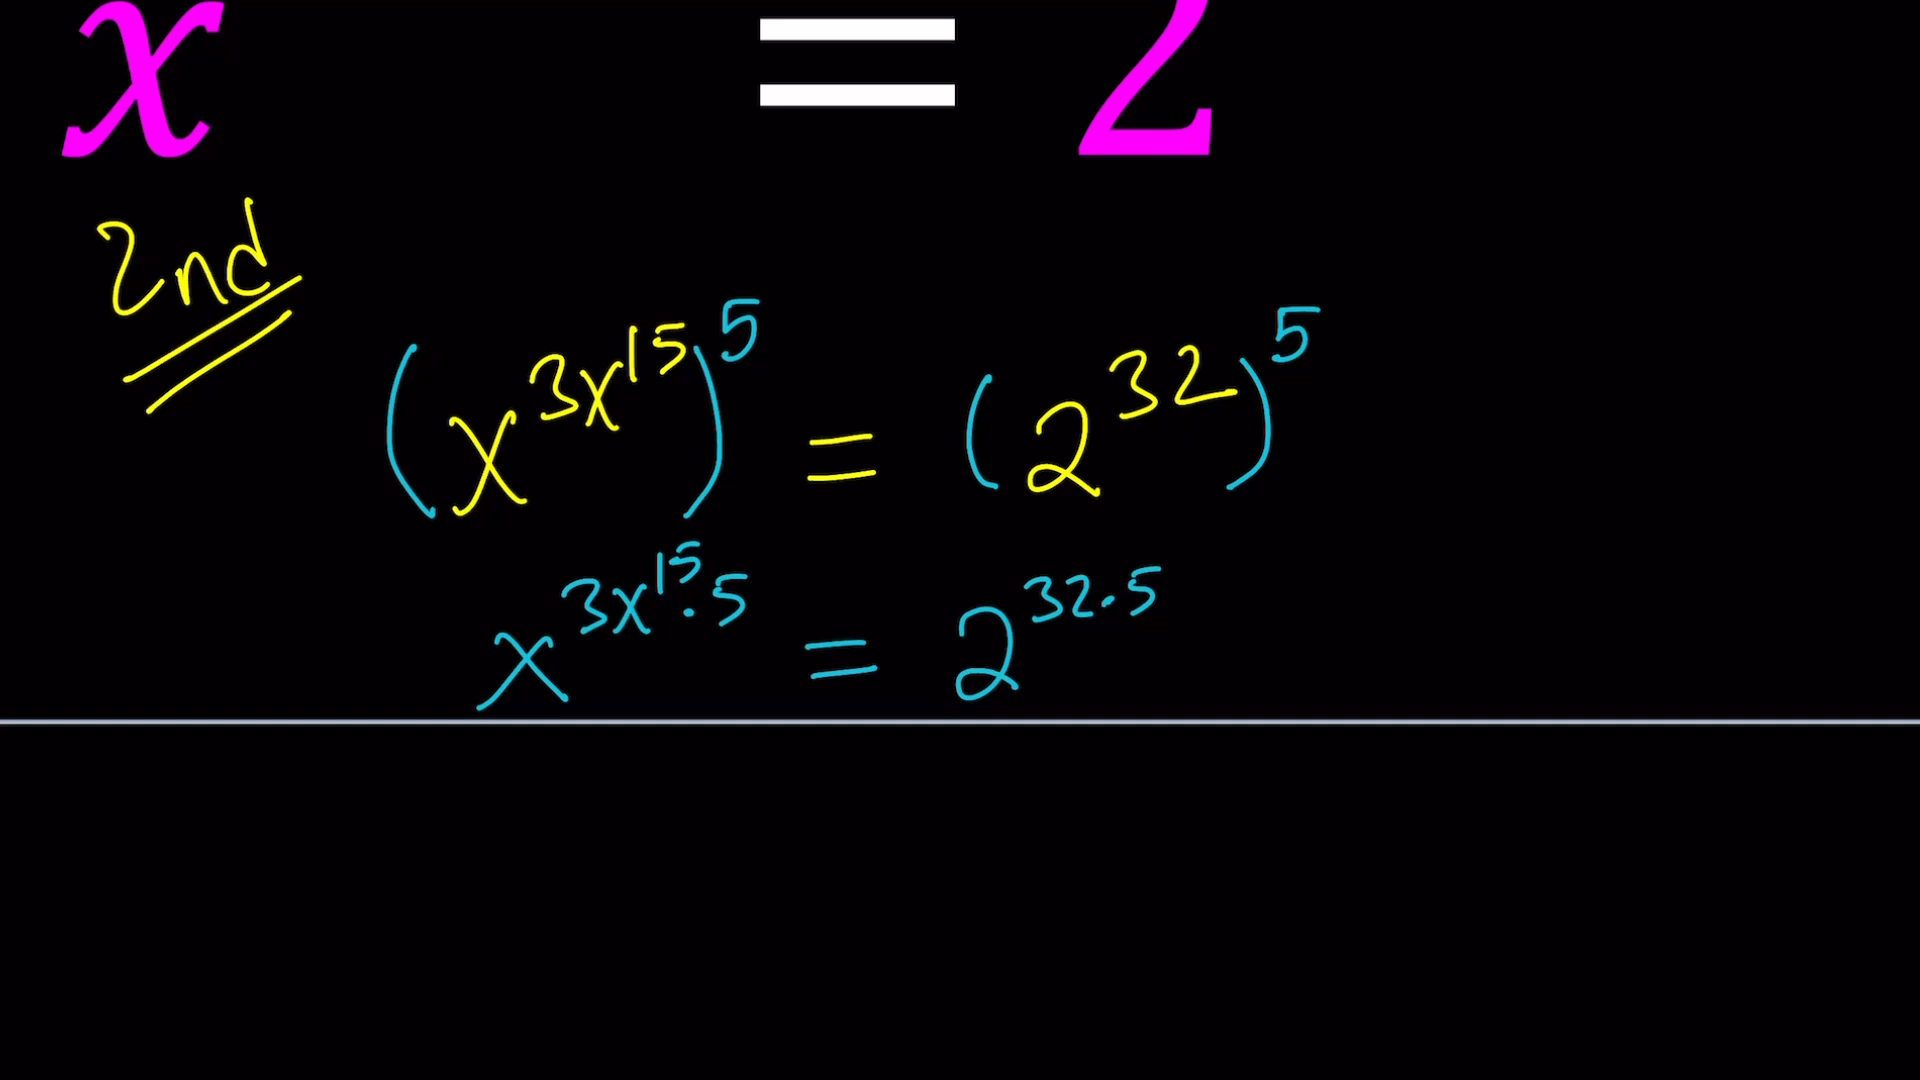 x = 2
2nd
(x^{3x^{15}})^5 = (2^{32})^5
x^{3x^{15}·5} = 2^{32·5}